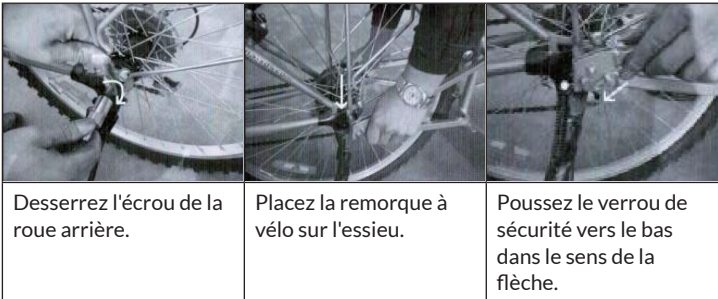 Desserrez l'écrou de la
roue arrière.
Placez la remorque à
vélo sur l'essieu.
Poussez le verrou de
sécurité vers le bas
dans le sens de la
flèche.